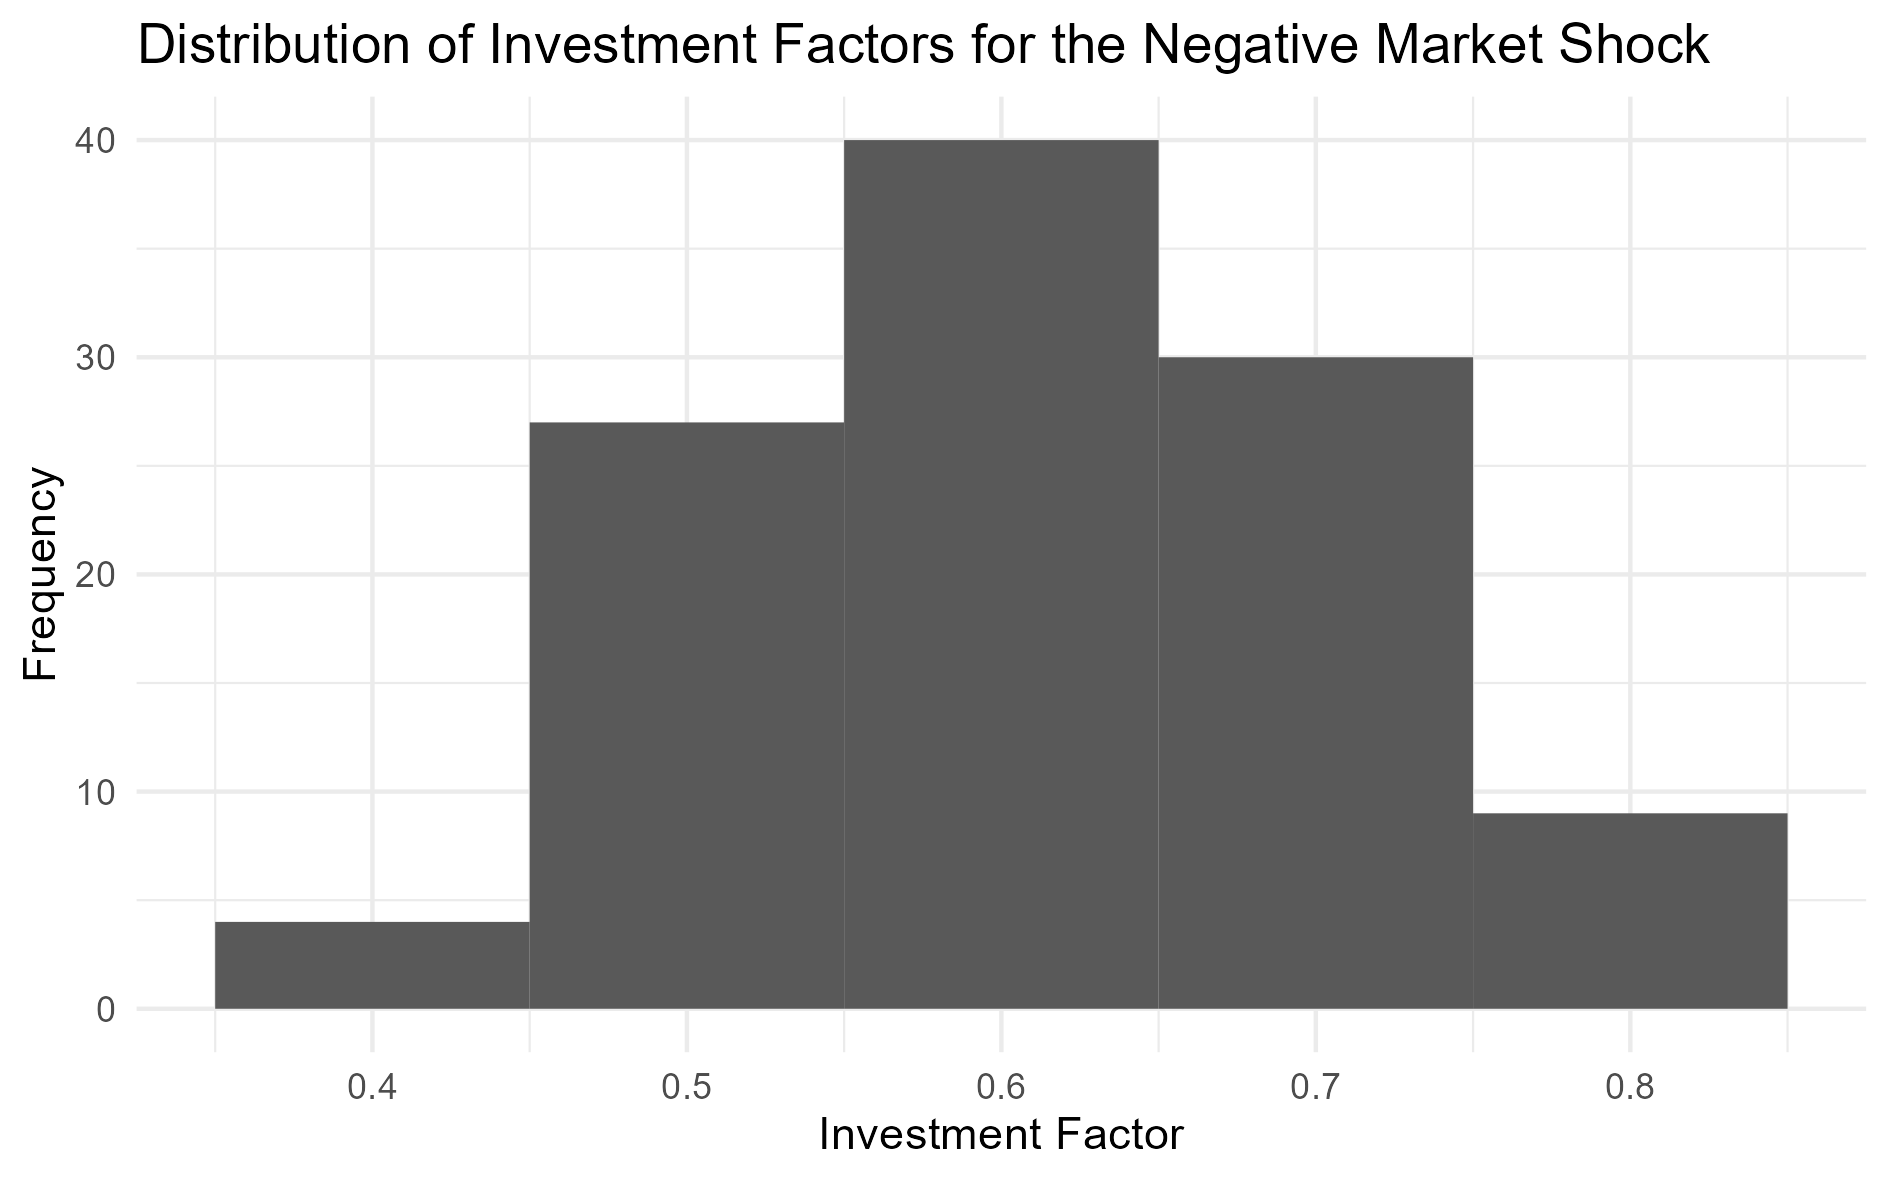 Distribution of Investment Factors for the Negative Market Shock
40
30
20
10
0
Frequency
0.4 0.5 0.6 0.7 0.8
Investment Factor